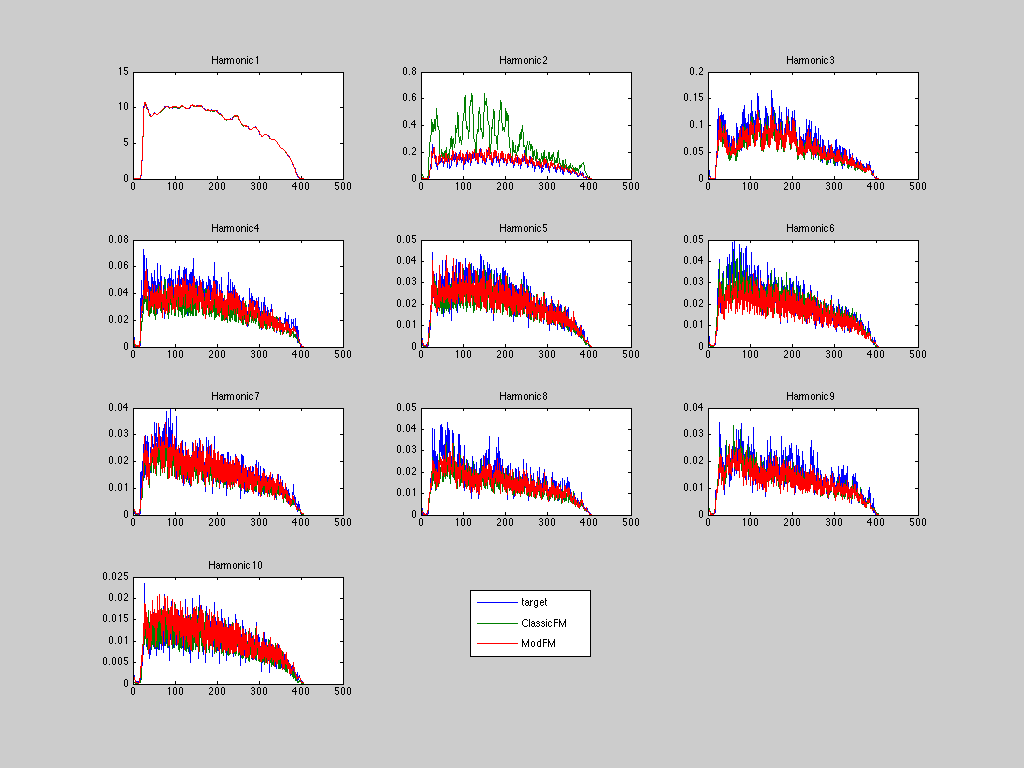 Harmonic1 Harmonic2 Harmonic3
15 0.8 0.2
10 0.6 0.15
0.4 0.1
5 0.2 0.05
0 0 0
0 100 200 300 400 500 0 100 200 300 400 500 0 100 200 300 400 500
Harmonic4 Harmonic5 Harmonic6
0.08 0.05 0.05
0.06 0.04 0.04
0.04 0.03 0.03
0.02 0.02 0.02
0.01 0.01
0 0 0
0 100 200 300 400 500 0 100 200 300 400 500 0 100 200 300 400 500
Harmonic7 Harmonic8 Harmonic9
0.04 0.05 0.04
0.03 0.04 0.03
0.02 0.03 0.02
0.01 0.02 0.01
0.01
0 0 0
0 100 200 300 400 500 0 100 200 300 400 500 0 100 200 300 400 500
Harmonic10
0.025
0.02
0.015
0.01
0.005
0
0 100 200 300 400 500
target
ClassicFM
ModFM